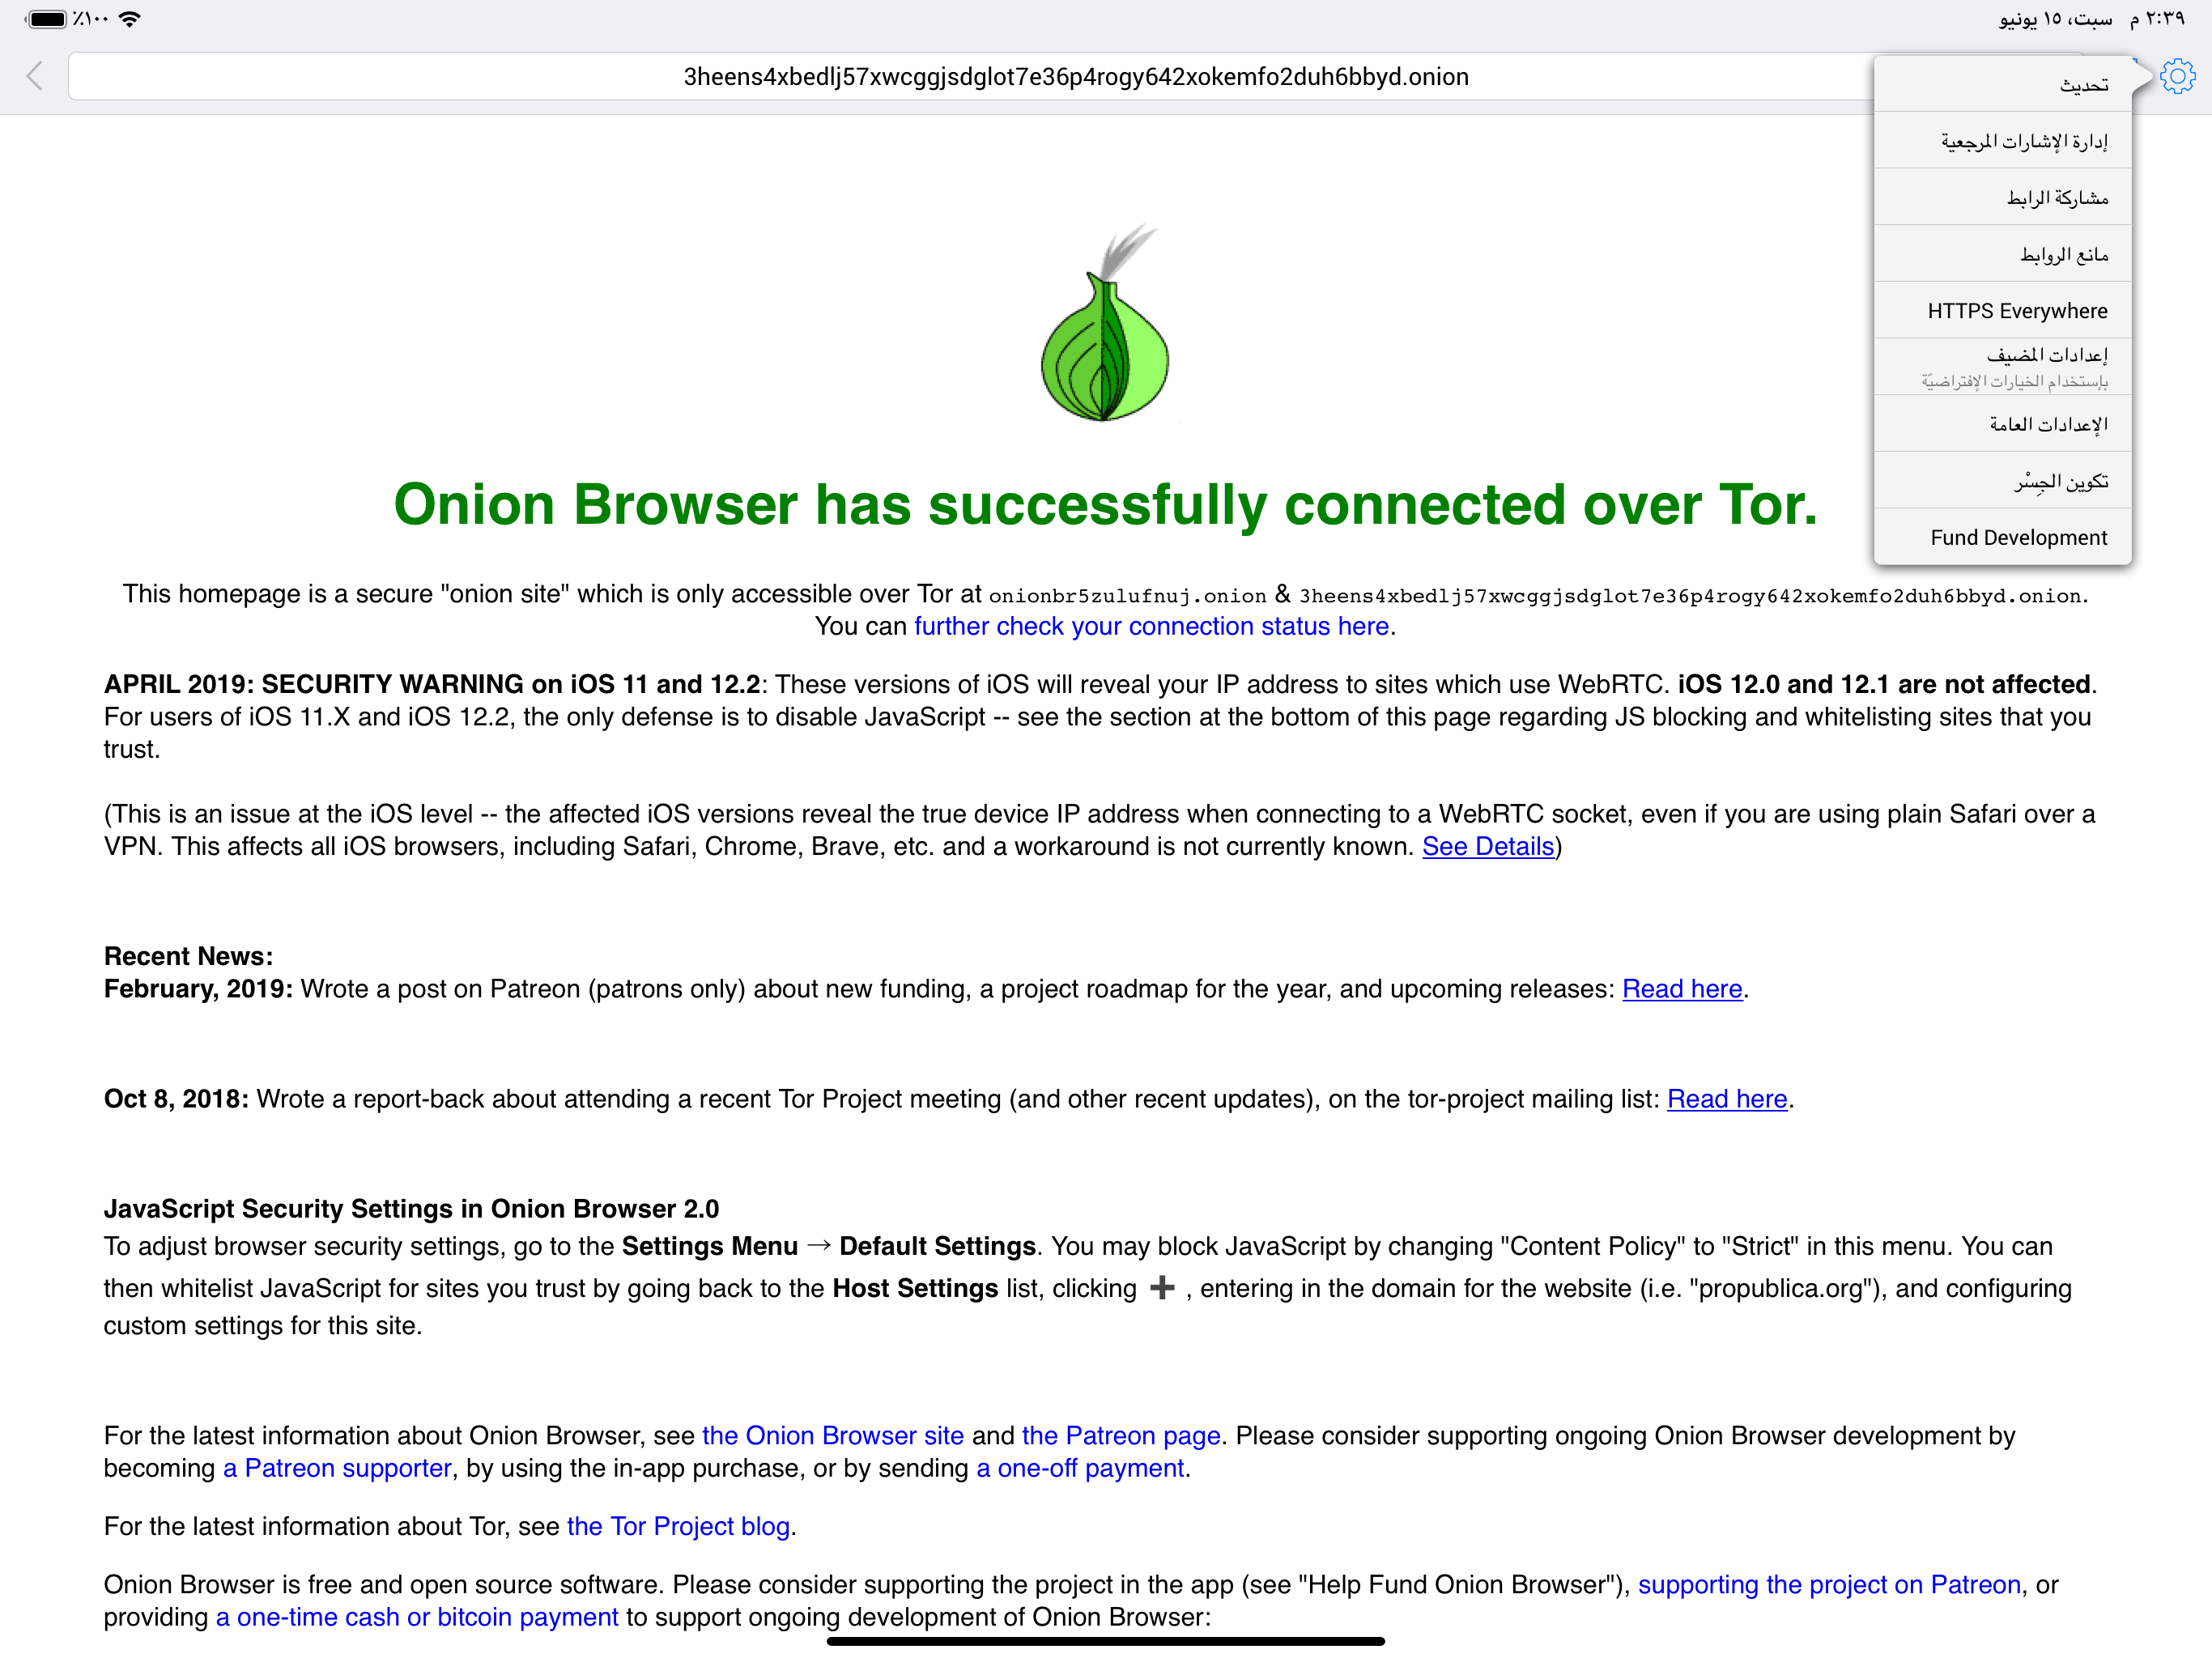 ٢:٣٩ م سبت، ١٥ يونيو
٪١٠٠
3heens4xbedlj57xwcggjsdglot7e36p4rogy642xokemfo2duh6bbyd.onion
تحديث
إدارة الإشارات المرجعية
مشاركة الرابط
مانع الروابط
HTTPS Everywhere
إعدادات المضيف
بإستخدام الخيارات الإفتراضيّة
الإعدادات العامة
تكوين الجِسْر
Fund Development
Onion Browser has successfully connected over Tor.
This homepage is a secure "onion site" which is only accessible over Tor at onionbr5zulufnuj.onion & 3heens4xbedlj57xwcggjsdglot7e36p4rogy642xokemfo2duh6bbyd.onion.
You can further check your connection status here.
APRIL 2019: SECURITY WARNING on iOS 11 and 12.2: These versions of iOS will reveal your IP address to sites which use WebRTC. iOS 12.0 and 12.1 are not affected.
For users of iOS 11.X and iOS 12.2, the only defense is to disable JavaScript -- see the section at the bottom of this page regarding JS blocking and whitelisting sites that you
trust.
(This is an issue at the iOS level -- the affected iOS versions reveal the true device IP address when connecting to a WebRTC socket, even if you are using plain Safari over a
VPN. This affects all iOS browsers, including Safari, Chrome, Brave, etc. and a workaround is not currently known. See Details)
Recent News:
February, 2019: Wrote a post on Patreon (patrons only) about new funding, a project roadmap for the year, and upcoming releases: Read here.
Oct 8, 2018: Wrote a report-back about attending a recent Tor Project meeting (and other recent updates), on the tor-project mailing list: Read here.
JavaScript Security Settings in Onion Browser 2.0
To adjust browser security settings, go to the Settings Menu → Default Settings. You may block JavaScript by changing "Content Policy" to "Strict" in this menu. You can
then whitelist JavaScript for sites you trust by going back to the Host Settings list, clicking ➕ , entering in the domain for the website (i.e. "propublica.org"), and configuring
custom settings for this site.
For the latest information about Onion Browser, see the Onion Browser site and the Patreon page. Please consider supporting ongoing Onion Browser development by
becoming a Patreon supporter, by using the in-app purchase, or by sending a one-off payment.
For the latest information about Tor, see the Tor Project blog.
Onion Browser is free and open source software. Please consider supporting the project in the app (see "Help Fund Onion Browser"), supporting the project on Patreon, or
providing a one-time cash or bitcoin payment to support ongoing development of Onion Browser: